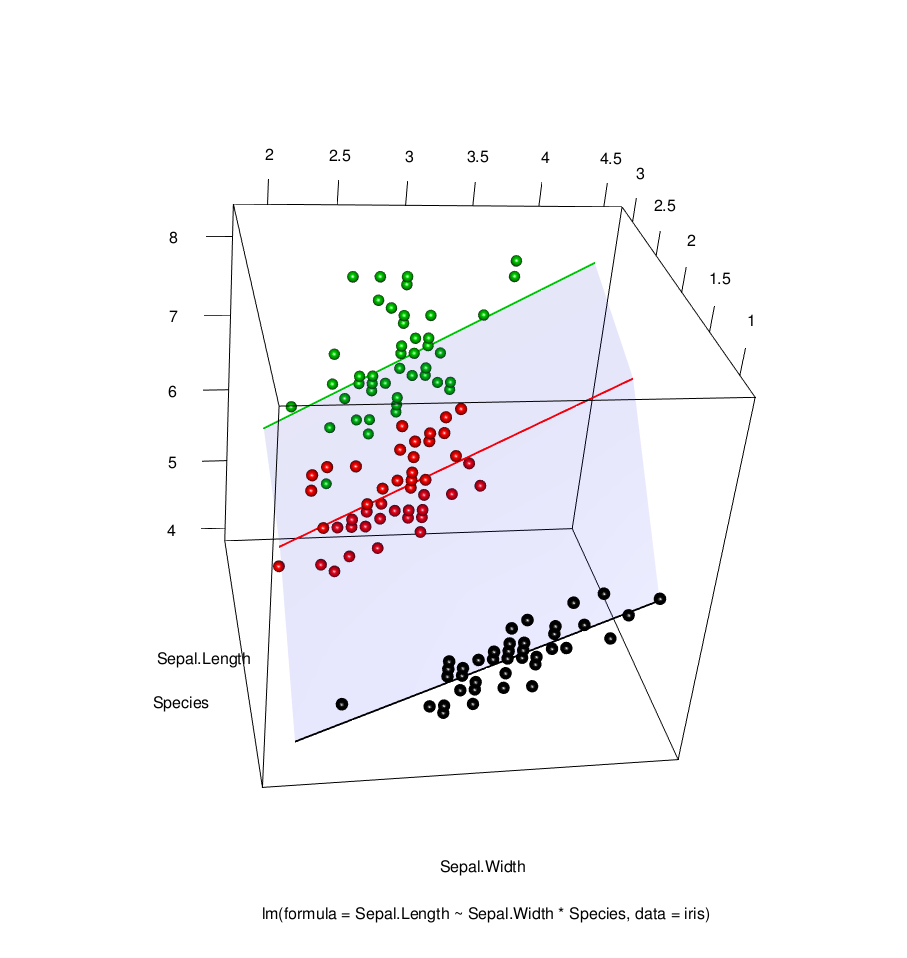 2 2.5 3 3.5 4 4.5
3
2.5
2
1.5
1
8
7
6
5
4
Sepal.Length
Species
Sepal.Width
lm(formula = Sepal.Length ~ Sepal.Width * Species, data = iris)